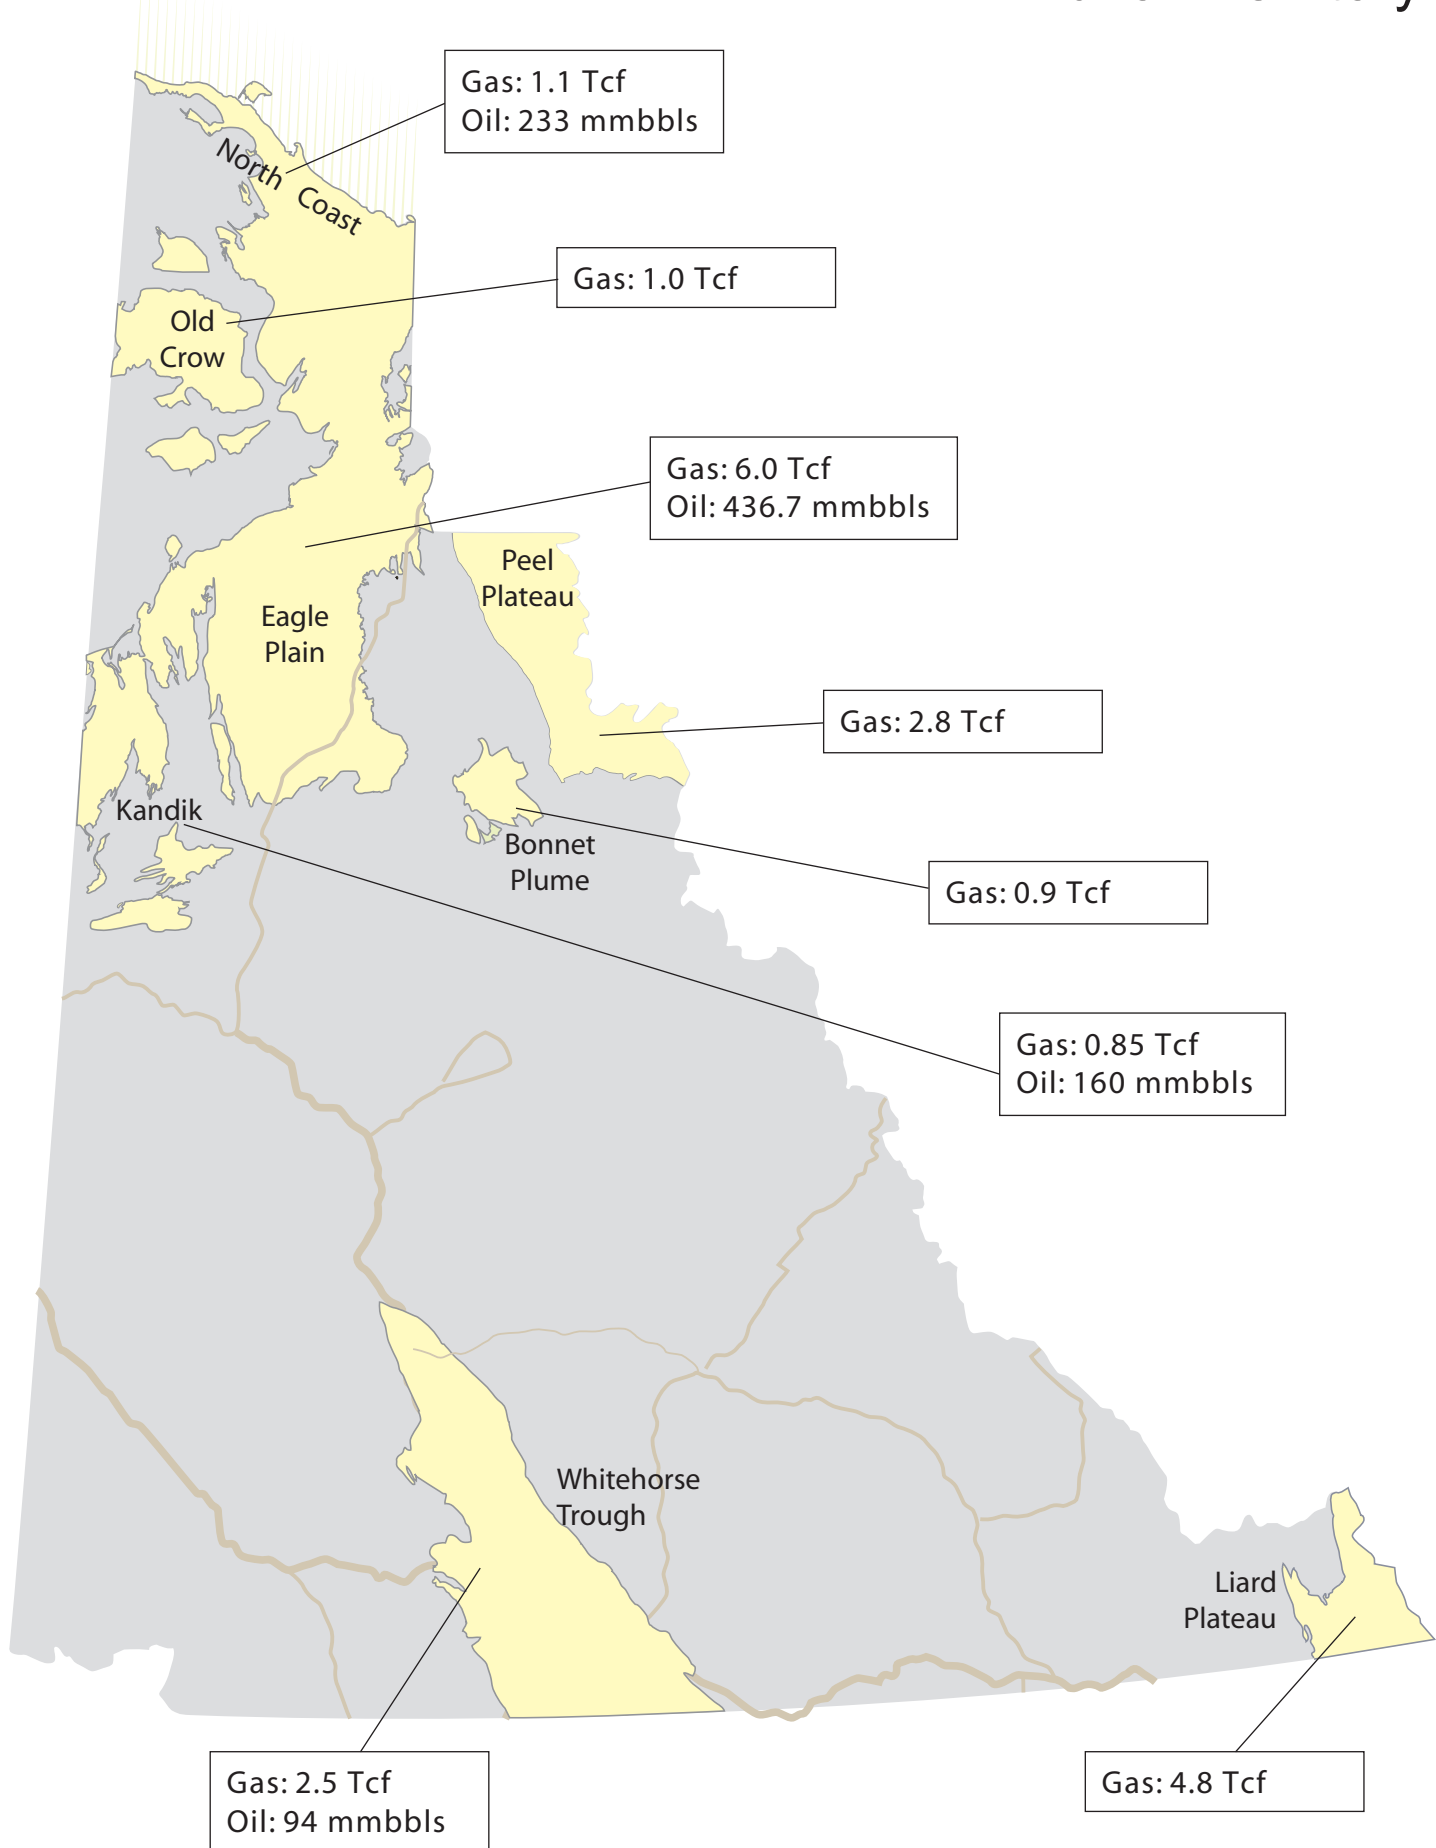 Gas: 1.1 Tcf
Oil: 233 mmbbls
North Coast
Gas: 1.0 Tcf
Old
Crow
Gas: 6.0 Tcf
Oil: 436.7 mmbbls
Peel
Plateau
Eagle
Plain
Gas: 2.8 Tcf
Kandik
Bonnet
Plume
Gas: 0.9 Tcf
Gas: 0.85 Tcf
Oil: 160 mmbbls
Whitehorse
Trough
Liard
Plateau
Gas: 2.5 Tcf
Oil: 94 mmbbls
Gas: 4.8 Tcf